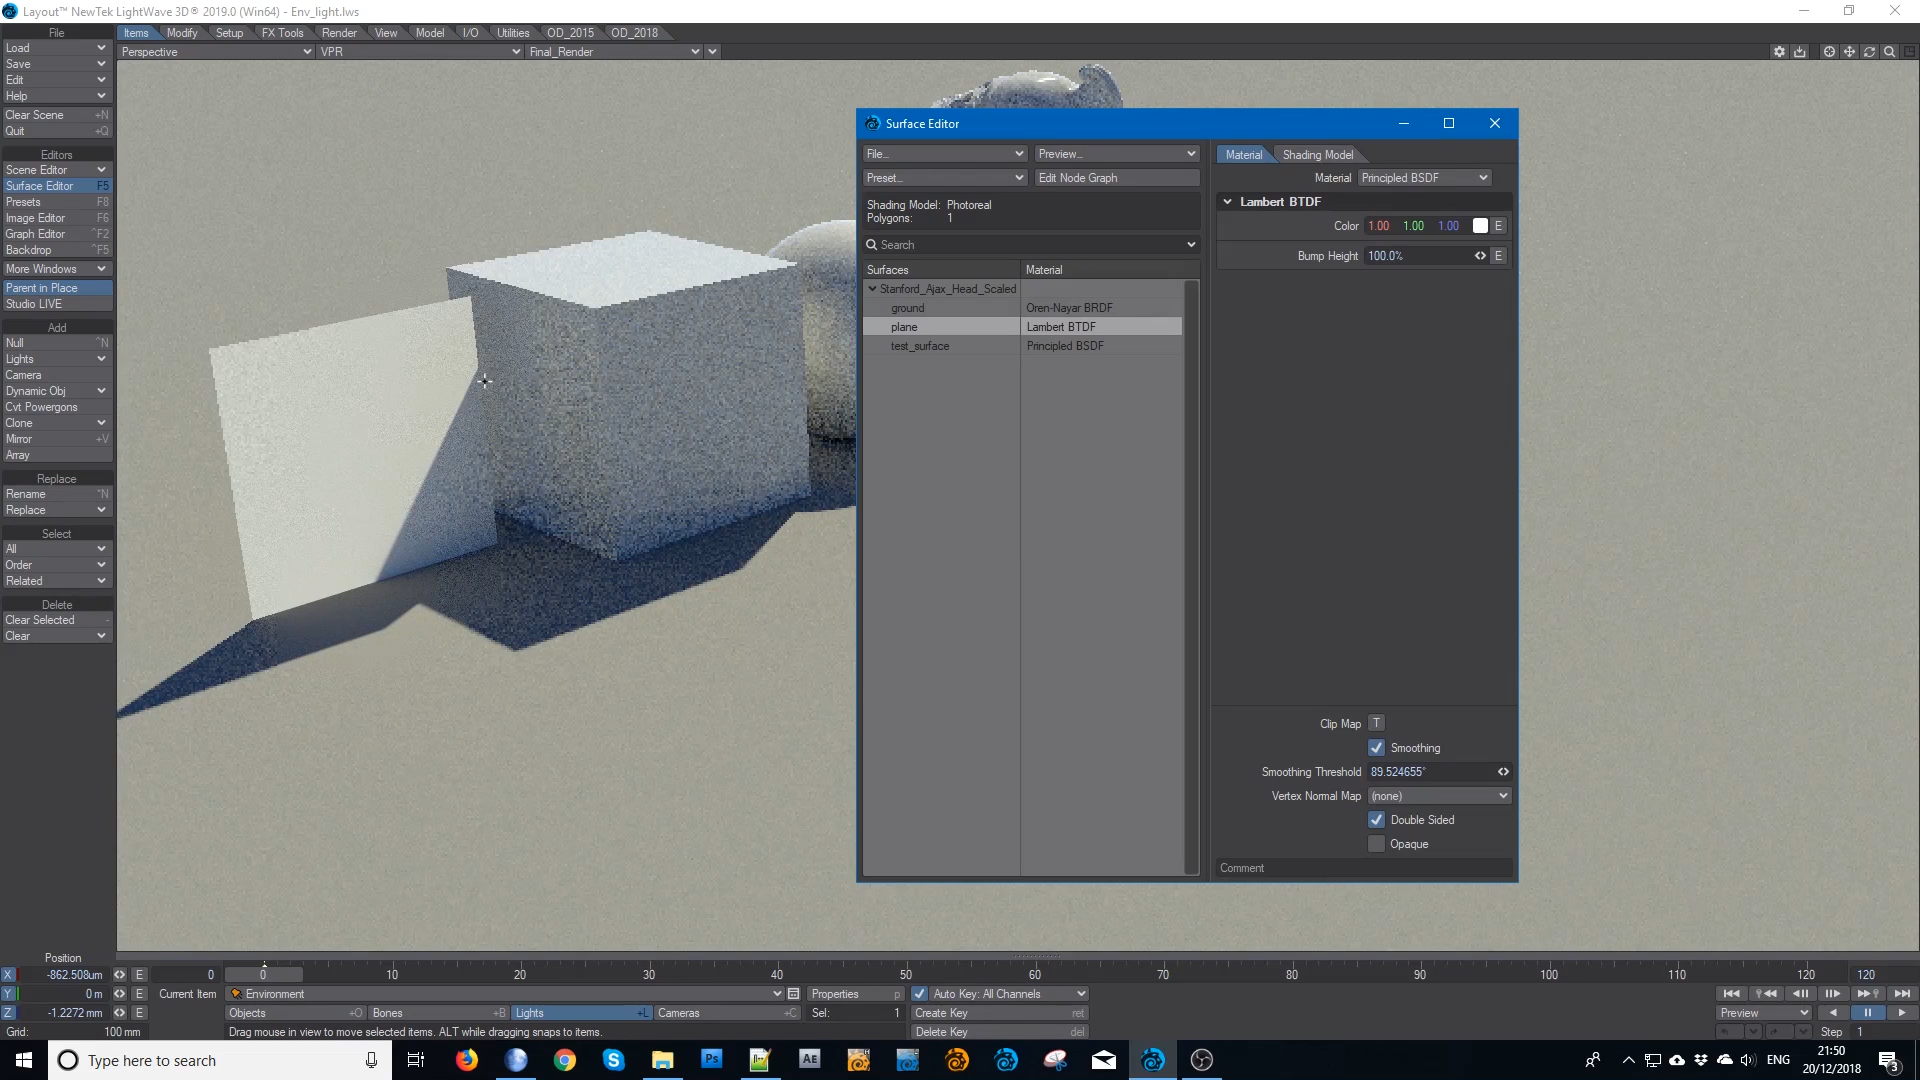 Layout™ NewTek LightWave 3D® 2019.0 (Win64) - Env_light.lws
File
Items Modify Setup FX Tools Render View Model I/O Utilities OD_2015 OD_2018
Load
Perspective VPR Final_Render
Save
Edit
Help
Clear Scene +N
Quit +Q
Editors
Scene Editor
Surface Editor F5
Presets F8
Image Editor F6
Graph Editor ^F2
Backdrop ^F5
More Windows
Parent in Place
Studio LIVE
Add
Null ^N
Lights
Camera
Dynamic Obj
Cvt Powergons
Clone
Mirror +V
Array
Replace
Rename ^N
Replace
Select
All
Order
Related
Delete
Clear Selected -
Clear
Surface Editor
File...
Preview...
Preset...
Edit Node Graph
Shading Model: Photoreal
Polygons: 1
Search
Surfaces Material
Stanford_Ajax_Head_Scaled
ground Oren-Nayar BRDF
plane Lambert BTDF
test_surface Principled BSDF
Material Shading Model
Material Principled BSDF
Lambert BTDF
Color 1.00 1.00 1.00 E
Bump Height 100.0% E
Clip Map T
Smoothing
Smoothing Threshold 89.524655°
Vertex Normal Map (none)
Double Sided
Opaque
Comment
Position
X -862.508um E 0 0 10 20 30 40 50 60 70 80 90 100 110 120 120
Y 0 m E Current Item Environment Properties p Auto Key: All Channels
Z -1.2272 mm E Objects +O Bones +B Lights +L Cameras +C Sel: 1 Create Key ret Preview
Grid: 100 mm Drag mouse in view to move selected items. ALT while dragging snaps to items. Delete Key del Step 1
Type here to search
Ps
AE
ENG
21:50
20/12/2018
3